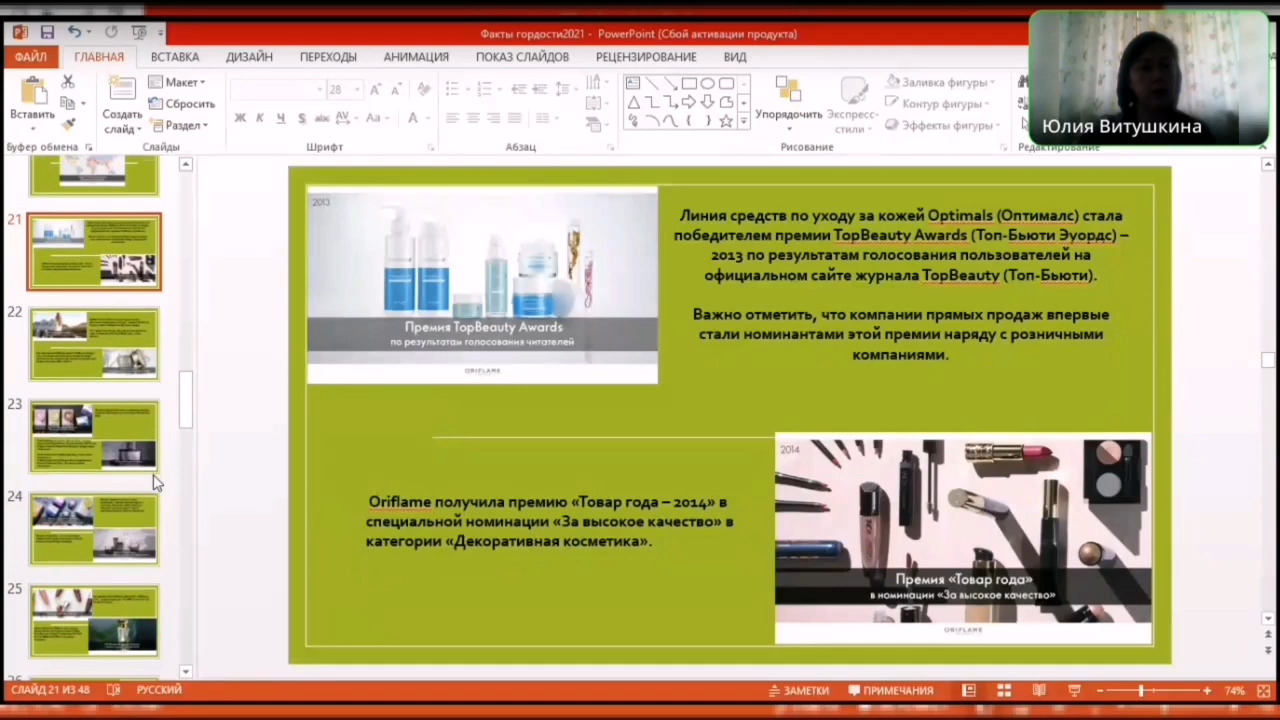 Факты гордости2021 - PowerPoint (Сбой активации продукта)
ФАЙЛ
ГЛАВНАЯ
ВСТАВКА
ДИЗАЙН
ПЕРЕХОДЫ
АНИМАЦИЯ
ПОКАЗ СЛАЙДОВ
РЕЦЕНЗИРОВАНИЕ
ВИД
Вставить
Буфер обмена
Создать
слайд
Макет
Сбросить
Раздел
Слайды
28
Ж К Ч S
Aa
A
Шрифт
Абзац
Упорядочить
Экспресс-
стили
Заливка фигуры
Контур фигуры
Эффекты фигуры
Рисование
Редактирование
Юлия Витушкина
21
22
23
24
25
2013
Премия TopBeauty Awards
по результатам голосования читателей
ORIFLAME
Линия средств по уходу за кожей Optimals (Оптималс) стала
победителем премии TopBeauty Awards (Топ-Бьюти Эуордс) –
2013 по результатам голосования пользователей на
официальном сайте журнала TopBeauty (Топ-Бьюти).
Важно отметить, что компании прямых продаж впервые
стали номинантами этой премии наряду с розничными
компаниями.
Oriflame получила премию «Товар года – 2014» в
специальной номинации «За высокое качество» в
категории «Декоративная косметика».
2014
Премия «Товар года»
в номинации «За высокое качество»
ORIFLAME
СЛАЙД 21 ИЗ 48
РУССКИЙ
ЗАМЕТКИ
ПРИМЕЧАНИЯ
74%